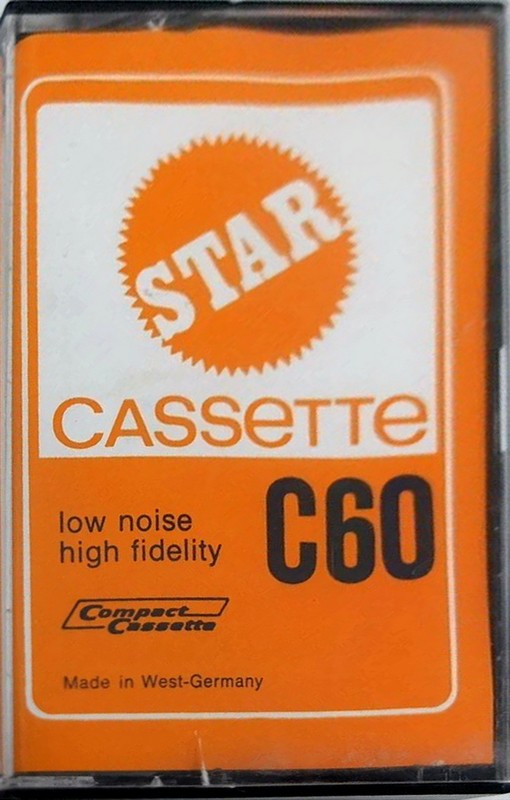 STAR
CASSeTTe
C60
low noise
high fidelity
Compact
Cassette
Made in West-Germany